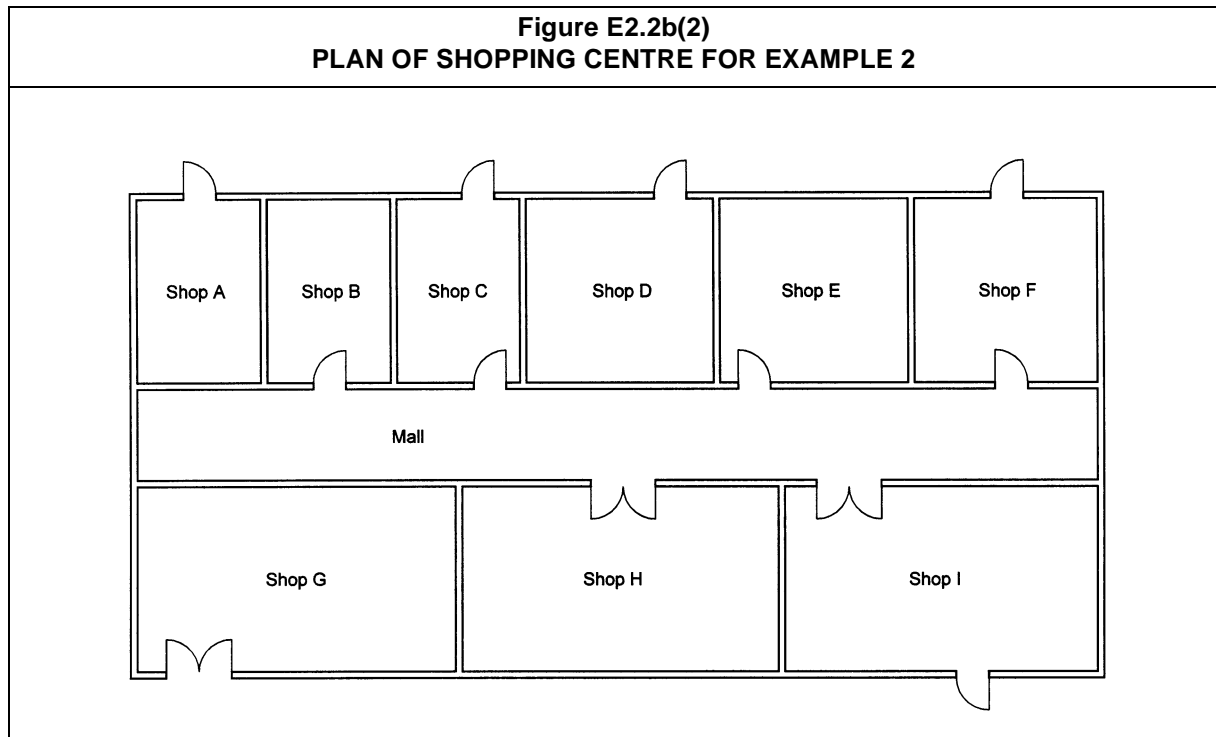 Figure E2.2b(2)
PLAN OF SHOPPING CENTRE FOR EXAMPLE 2
Shop A
Shop B
Shop C
Shop D
Shop E
Shop F
Mall
Shop G
Shop H
Shop I